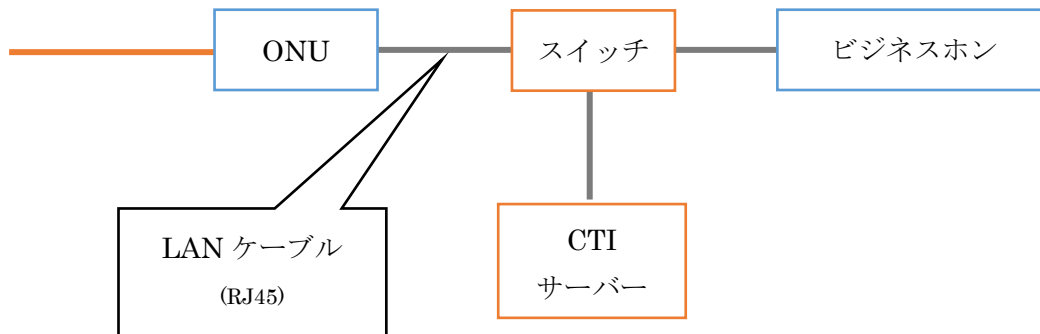 ONU
スイッチ
ビジネスホン
LAN ケーブル
(RJ45)
CTI
サーバー